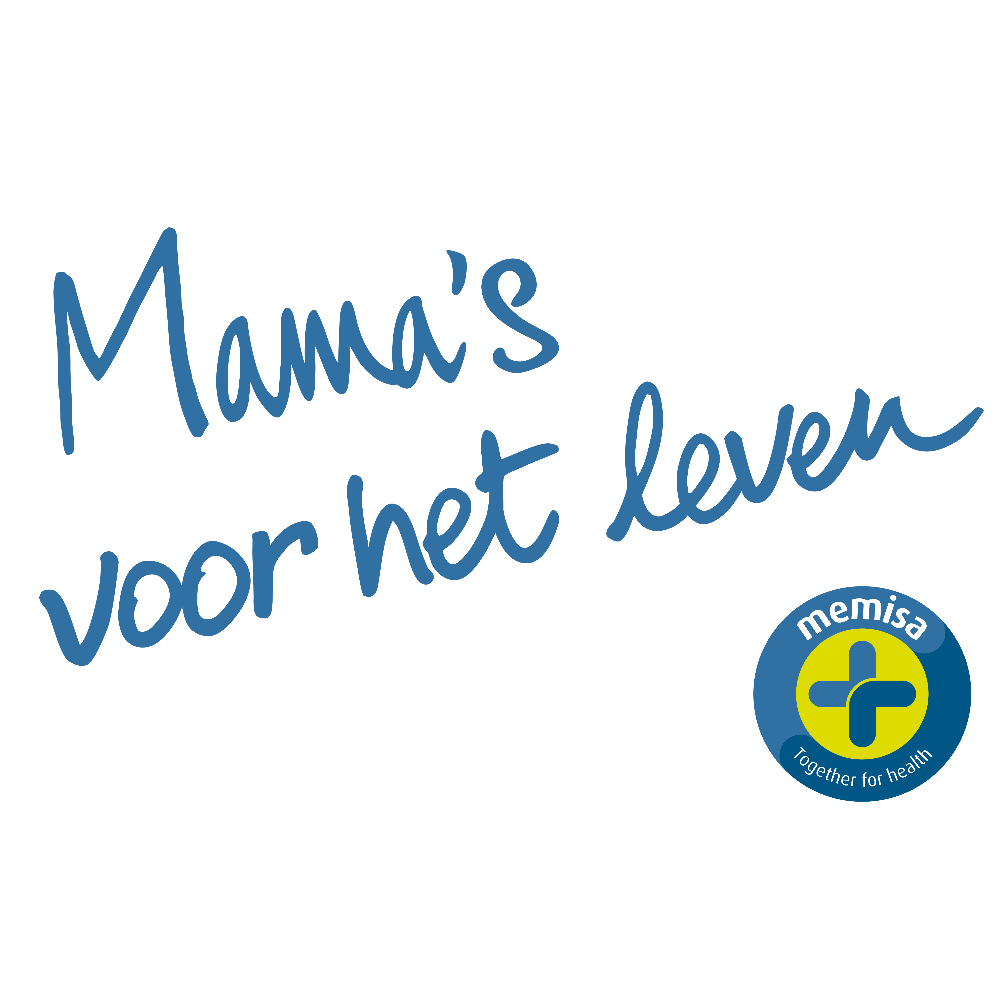 Mama's
voor het leven
memisa
Together for health